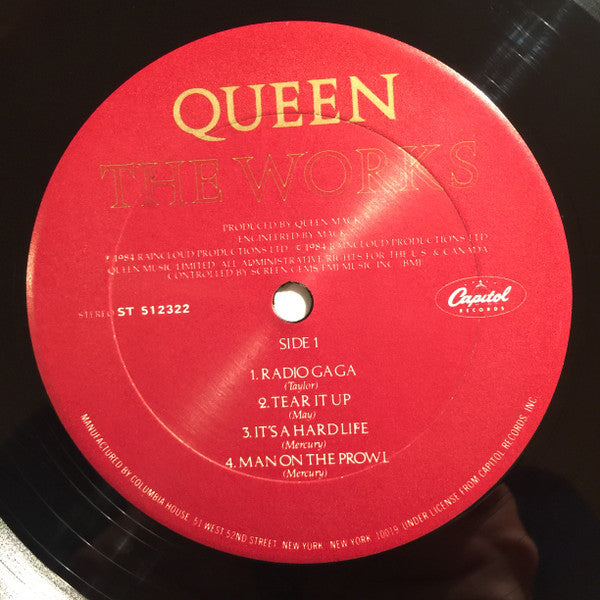 QUEEN
THE WORKS
PRODUCED BY QUEEN MACK
ENGINEERED BY MACK
℗ 1984 RAINCLOUD PRODUCTIONS LTD. © 1984 RAINCLOUD PRODUCTIONS LTD.
QUEEN MUSIC LIMITED. ALL ADMINISTRATIVE RIGHTS FOR THE U.S. & CANADA
CONTROLLED BY SCREEN GEMS EMI MUSIC INC. (BMI)
STEREO ST 512322
Capitol
RECORDS
SIDE 1
1. RADIO GA GA
(Taylor)
2. TEAR IT UP
(May)
3. IT'S A HARD LIFE
(Mercury)
4. MAN ON THE PROWL
(Mercury)
MANUFACTURED BY COLUMBIA HOUSE, 51 WEST 52ND STREET, NEW YORK, NEW YORK 10019, UNDER LICENSE FROM CAPITOL RECORDS, INC.